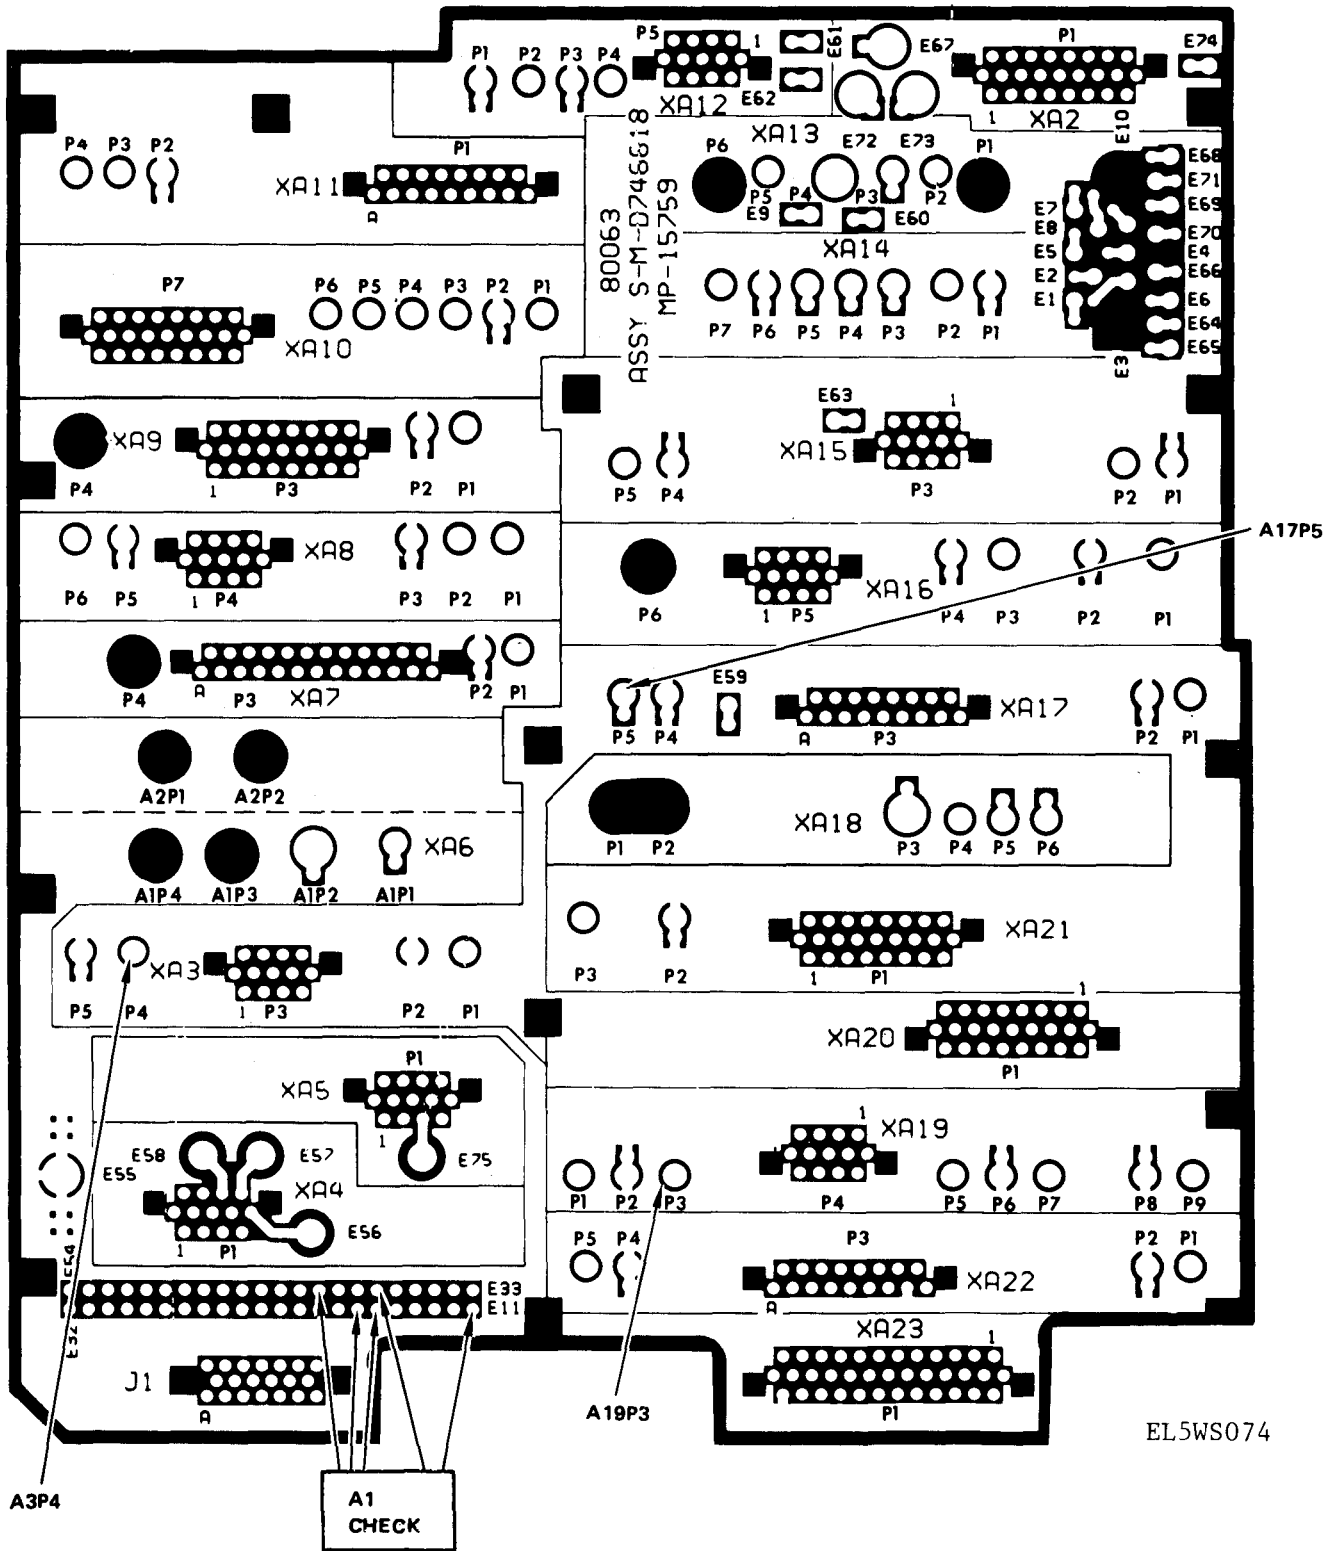 P1 P2 P3 P4
P5 1
E61
E67
P1
E74
E62
XA12
XA13
1 XA2
E10
P4 P3 P2
XA11
P1
A
80063
ASSY S-M-D746618
MP-15759
P6
E72 E73
P1
P5
E9
P4
P3
E60
P2
E68
E71
E69
E70
E4
E66
E6
E64
E65
E7
E8
E5
E2
E1
E3
XA14
P7 P6 P5 P4 P3 P2 P1
P7
XA10
P6 P5 P4 P3 P2 P1
XA9
P4
1 P3
P2 P1
E63
1
XA15
P5 P4
P3
P2 P1
XA8
P6 P5
1 P4
P3 P2 P1
A17P5
XA16
P6
1 P5
P4 P3
P2 P1
P4
A P3
XA7
P2 P1
E59
XA17
P5 P4
A P3
P2 P1
A2P1 A2P2
XA18
P1 P2
P3 P4 P5 P6
XA6
A1P4 A1P3 A1P2 A1P1
XA21
P3 P2
1 P1
XA3
P5 P4
1 P3
P2 P1
1
XA20
P1
XA5
P1
1
E75
E55
E58 E57
XA4
1 P1
E56
1
XA19
P1 P2 P3
P4
P5 P6 P7
P8 P9
P5 P4
P3
P2 P1
XA22
A
E54
E33
E11
E32
XA23
1
P1
J1
A
A19P3
EL5WS074
A3P4
A1
CHECK